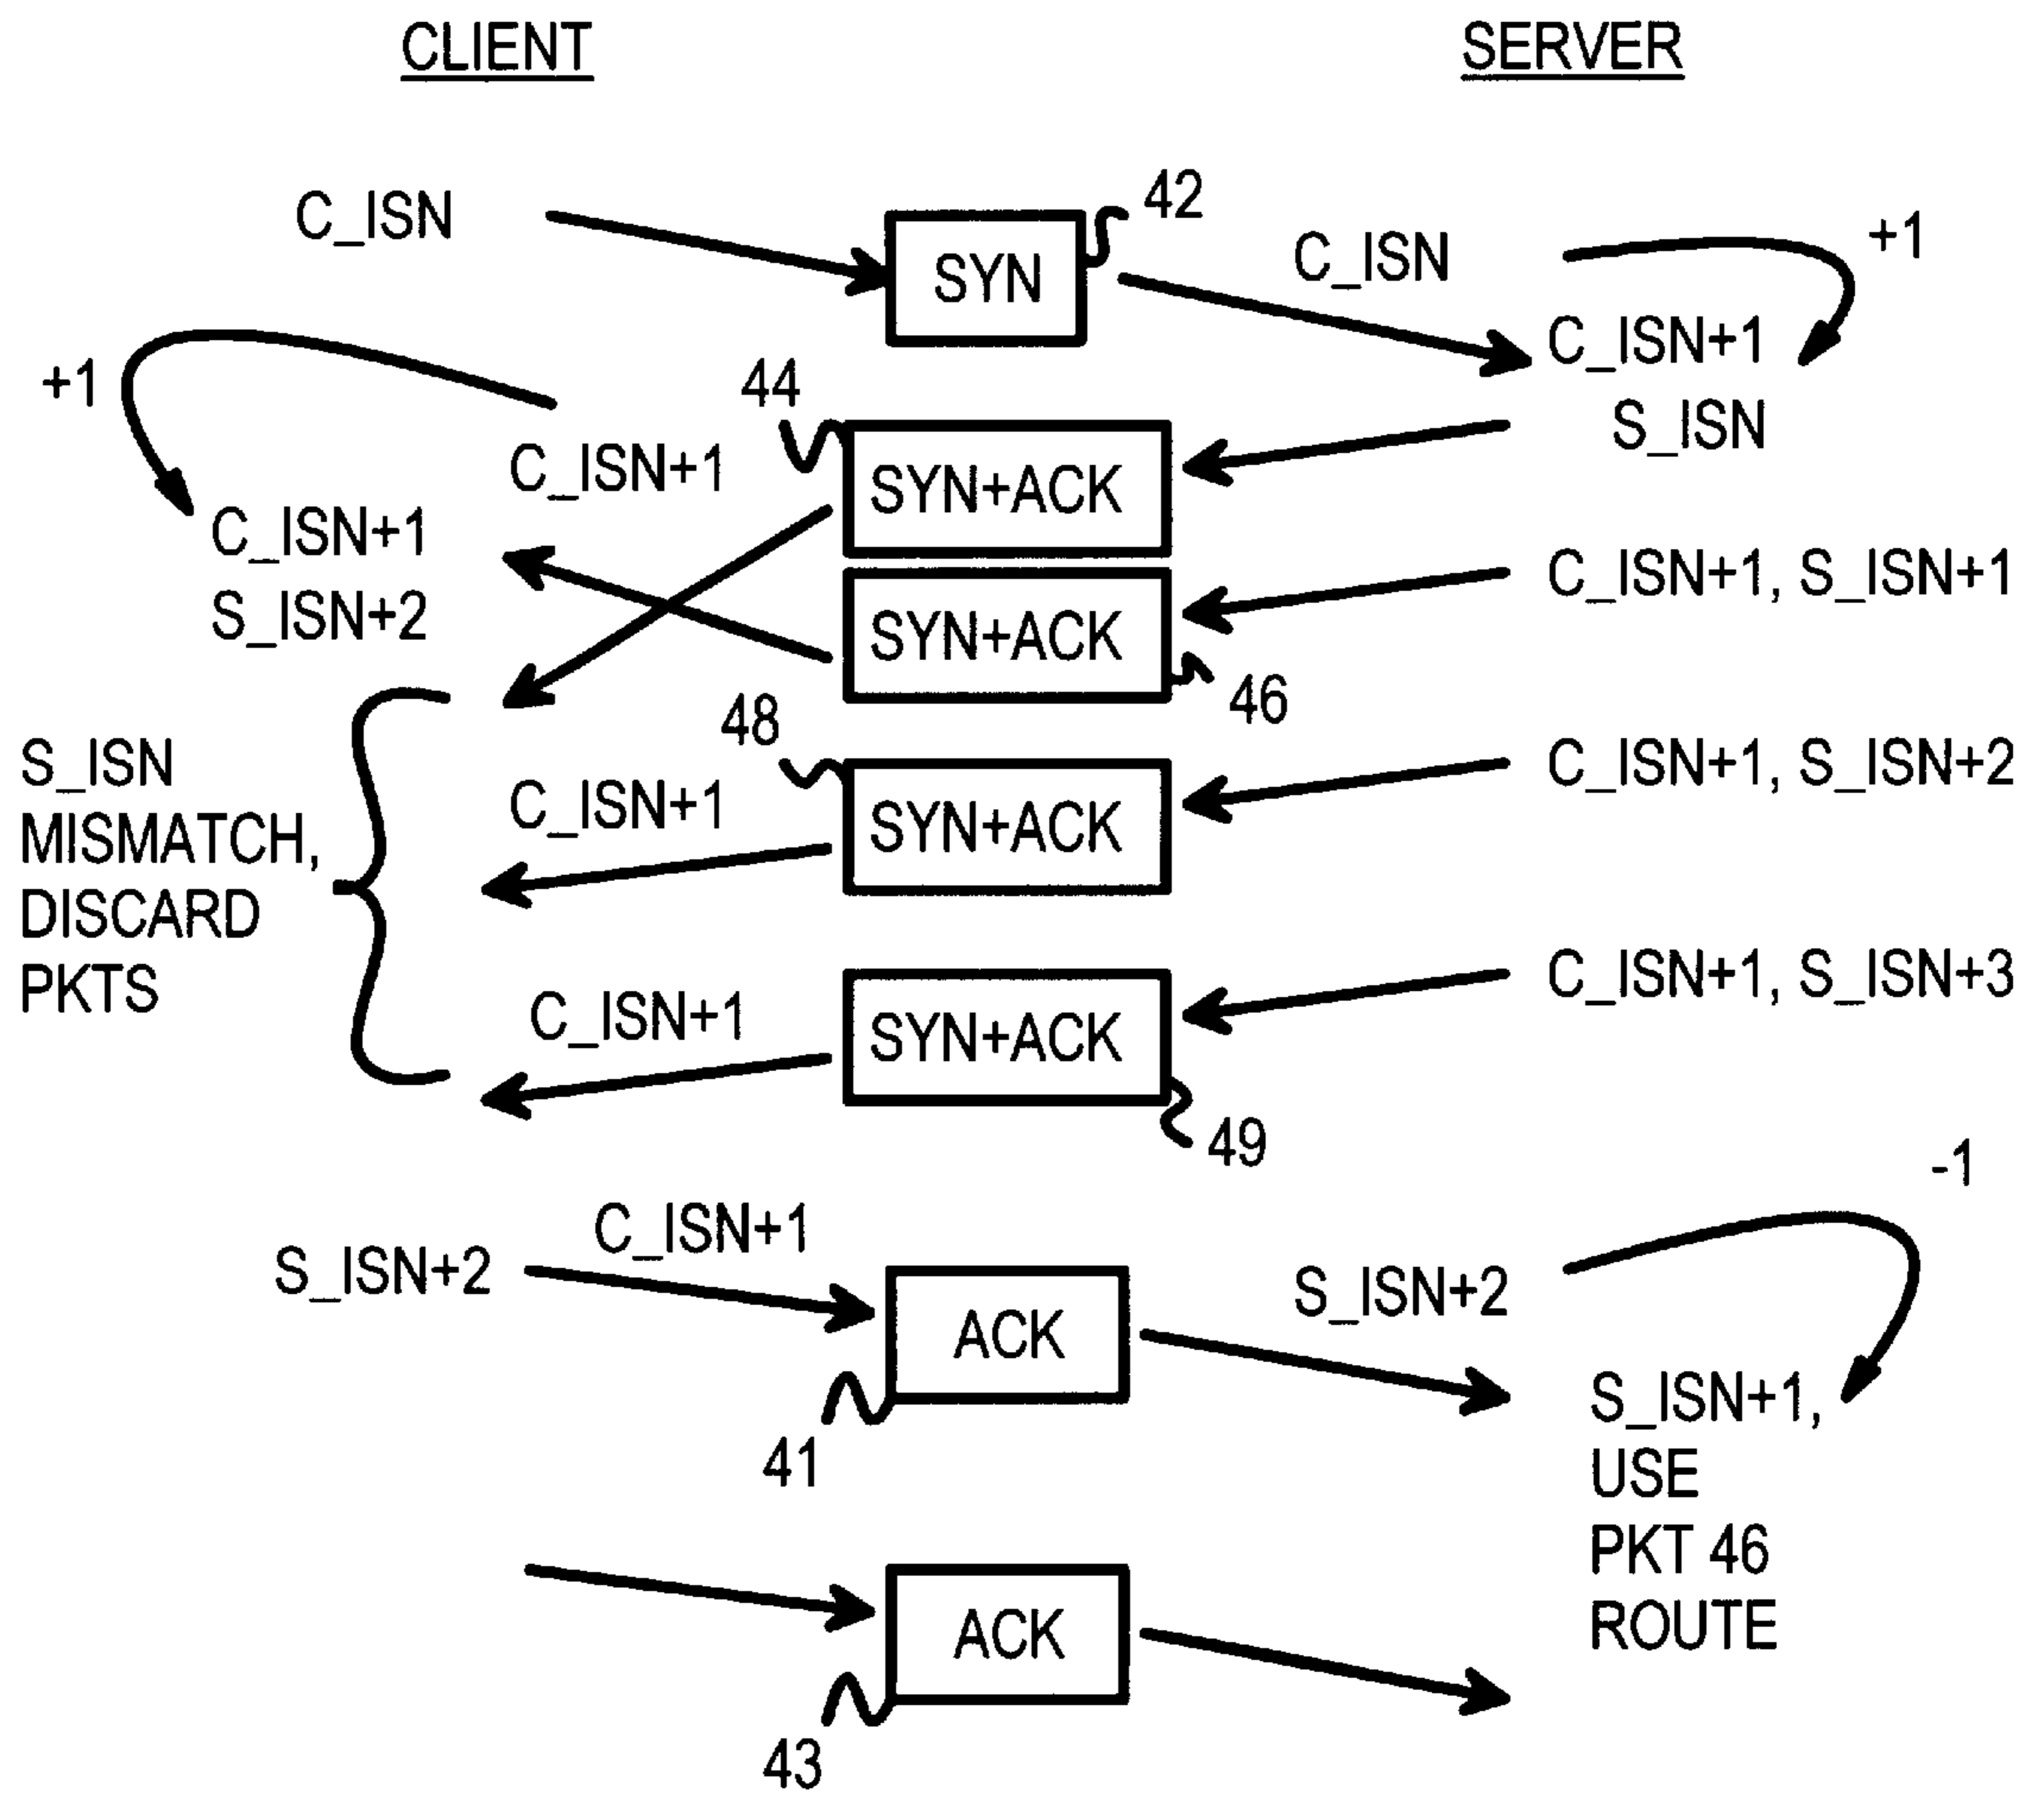 CLIENT
SERVER
42
C_ISN
SYN
C_ISN
+1
C_ISN+1
S_ISN
+1
44
C_ISN+1
SYN+ACK
C_ISN+1
S_ISN+2
SYN+ACK
C_ISN+1, S_ISN+1
46
48
S_ISN
MISMATCH,
DISCARD
PKTS
C_ISN+1
SYN+ACK
C_ISN+1, S_ISN+2
C_ISN+1
SYN+ACK
C_ISN+1, S_ISN+3
49
-1
S_ISN+2
C_ISN+1
ACK
S_ISN+2
41
S_ISN+1,
USE
PKT 46
ROUTE
ACK
43